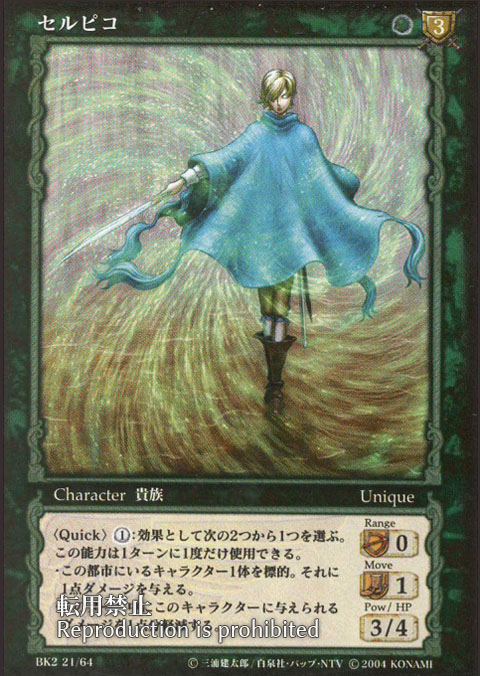 セルピコ
3
Character 貴族
Unique
〈Quick〉①:効果として次の2つから1つを選ぶ。
この能力は1ターンに1度だけ使用できる。
・この都市にいるキャラクター1体を標的。それに
1点ダメージを与える。
このキャラクターに与えられる
メージを1点
転用禁止
Reproduction is prohibited
Range
0
Move
1
Pow/ HP
3/4
BK2 21/64
© 三浦建太郎/白泉社・バップ・NTV © 2004 KONAMI